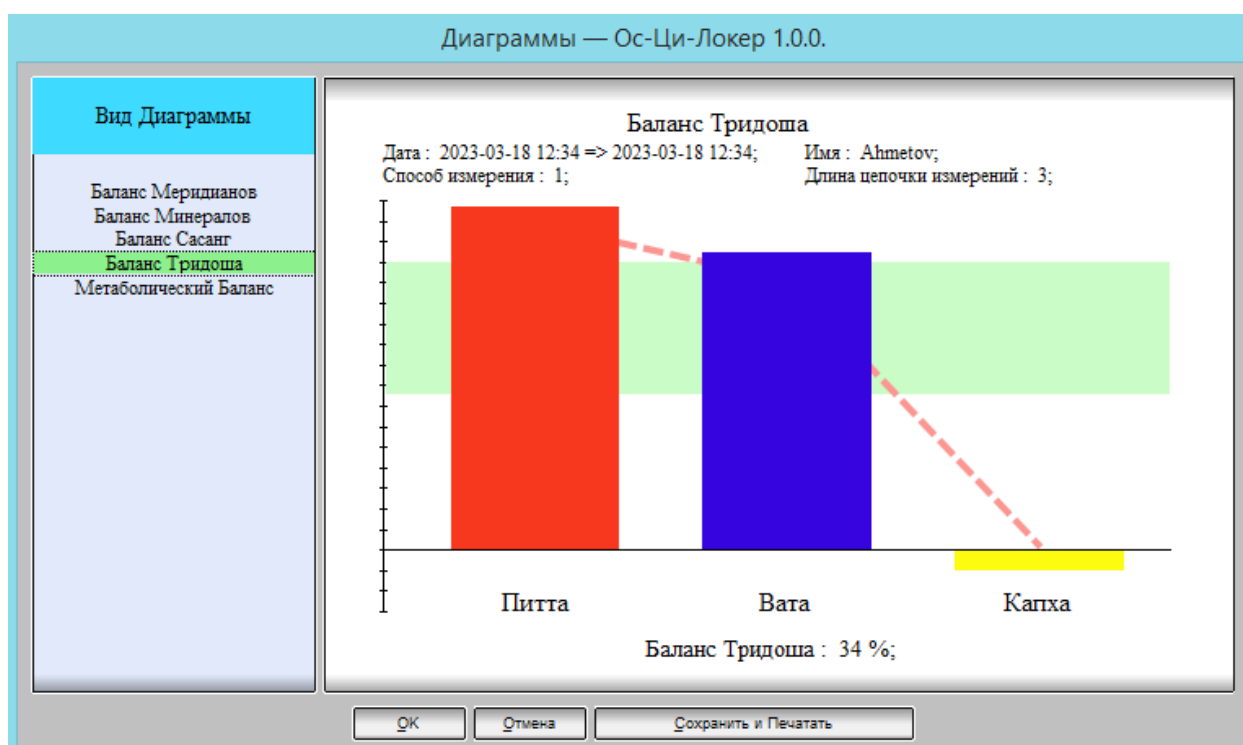 Диаграммы — Ос-Ци-Локер 1.0.0.
Вид Диаграммы
Баланс Меридианов
Баланс Минералов
Баланс Сасанг
Баланс Тридоша
Метаболический Баланс
Баланс Тридоша
Дата : 2023-03-18 12:34 => 2023-03-18 12:34; Имя : Ahmetov;
Способ измерения : 1; Длина цепочки измерений : 3;
Питта Вата Капха
Баланс Тридоша : 34 %;
OK Отмена Сохранить и Печатать